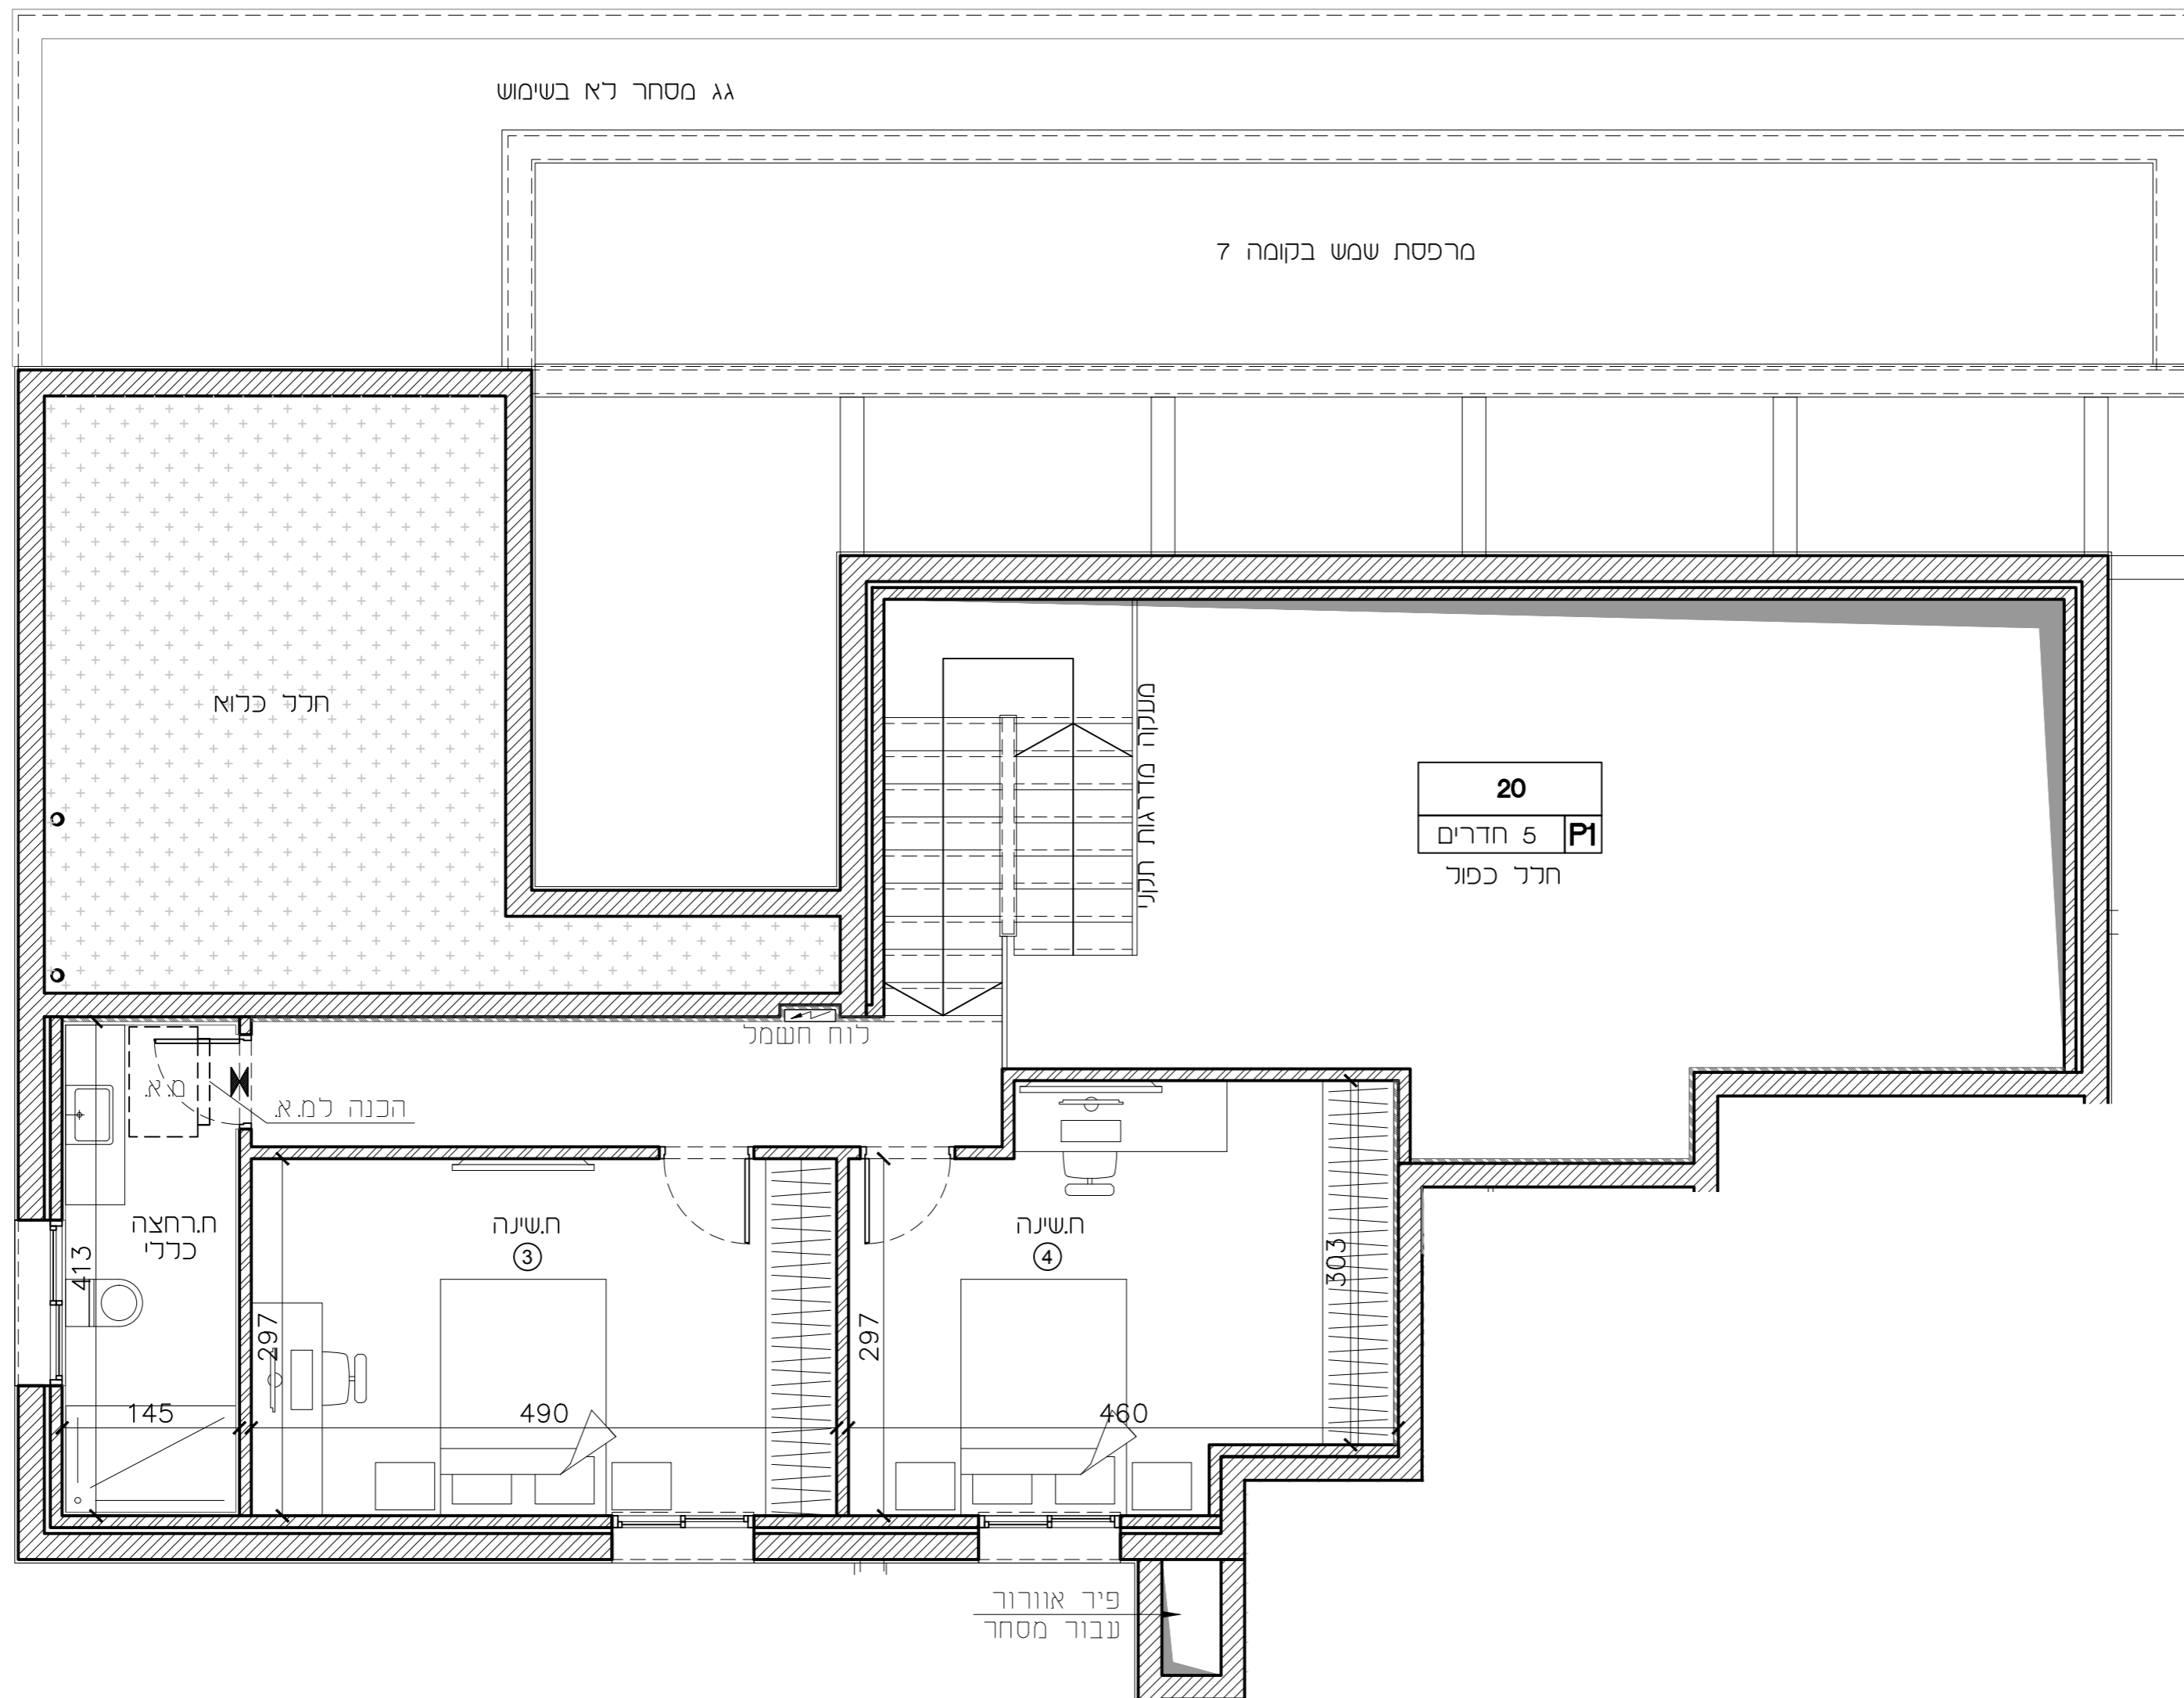 גג מסחר לא בשימוש
מרפסת שמש בקומה 7
חלל כלוא
מעקה מדרגות תקני
20
P1
5 חדרים
חלל כפול
לוח חשמל
מ.א.
הכנה למ.א.
ח.רחצה
כללי
413
ח.שינה
3
297
ח.שינה
4
297
303
145
490
460
פיר אוורור
עבור מסחר